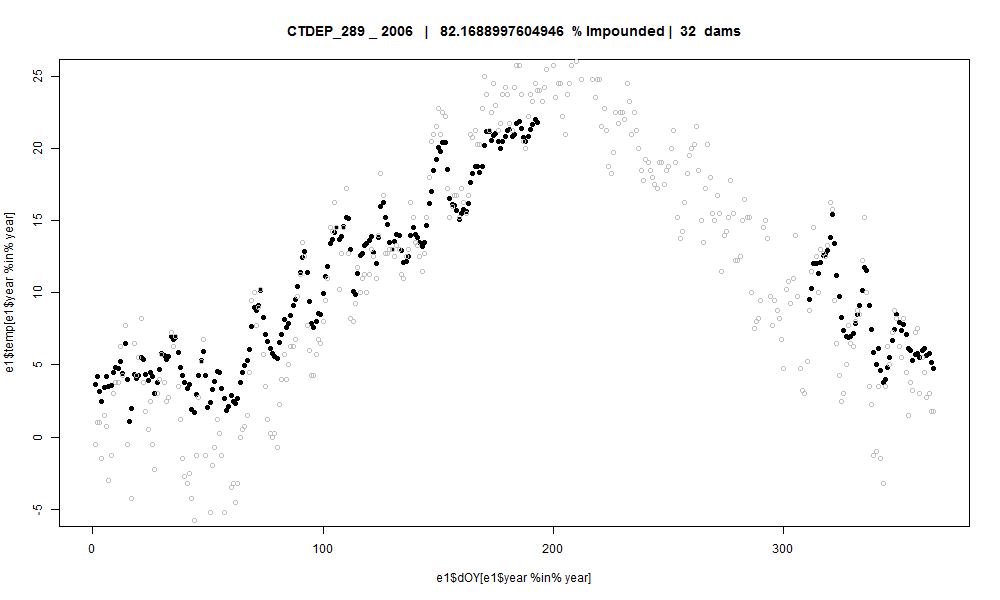 CTDEP_289 _ 2006 | 82.1688997604946 % Impounded | 32 dams
e1$temp[e1$year %in% year]
25
20
15
10
5
0
-5
0 100 200 300
e1$dOY[e1$year %in% year]